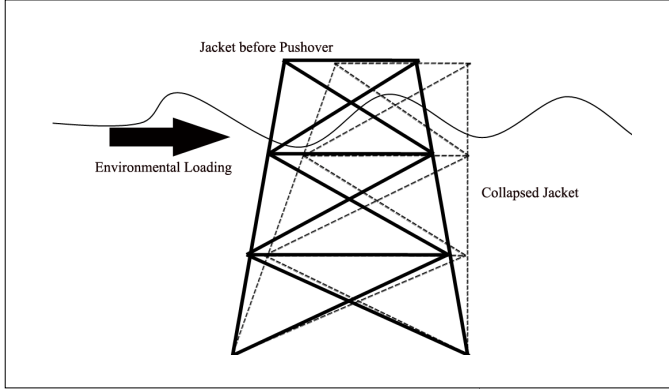 Jacket before Pushover
Environmental Loading
Collapsed Jacket